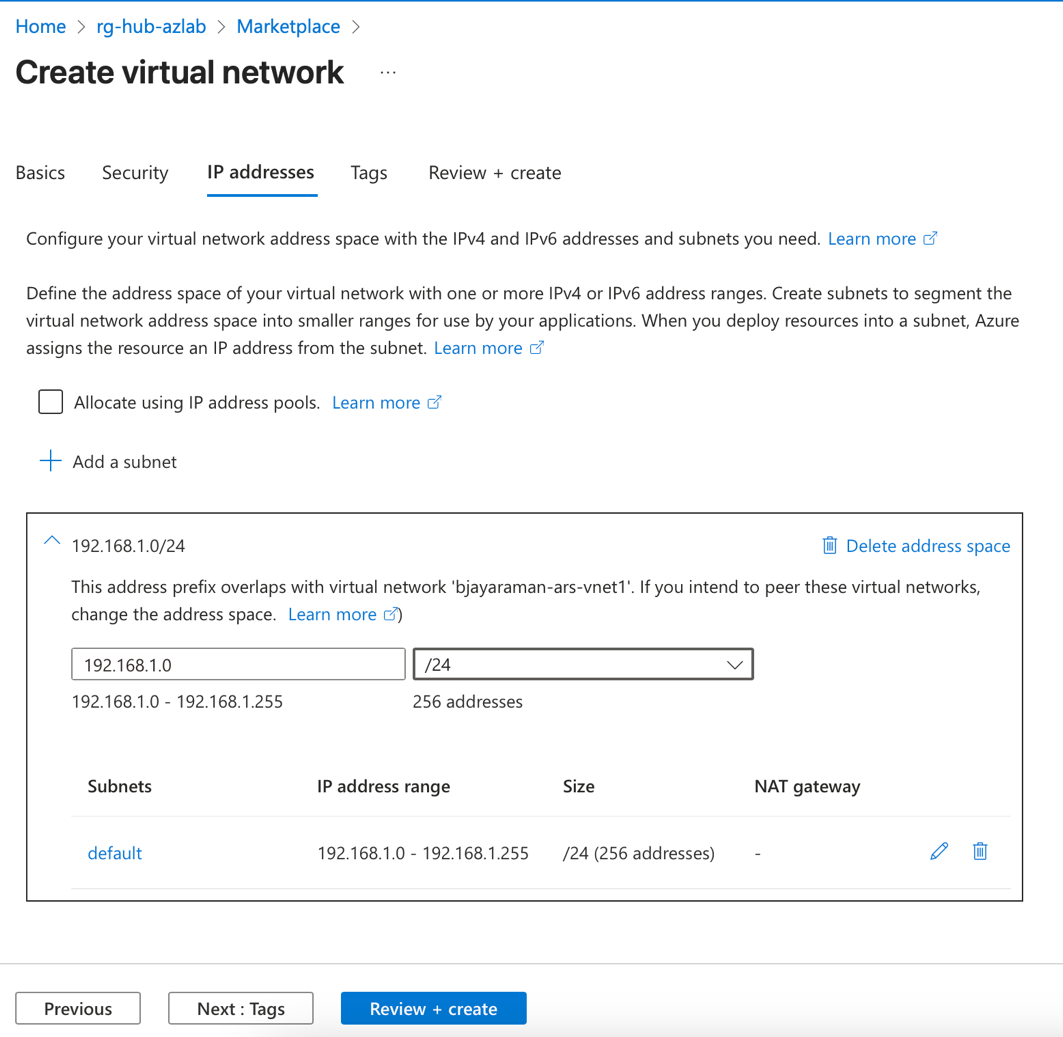 Home > rg-hub-azlab > Marketplace >
Create virtual network ...
Basics Security IP addresses Tags Review + create
Configure your virtual network address space with the IPv4 and IPv6 addresses and subnets you need. Learn more
Define the address space of your virtual network with one or more IPv4 or IPv6 address ranges. Create subnets to segment the
virtual network address space into smaller ranges for use by your applications. When you deploy resources into a subnet, Azure
assigns the resource an IP address from the subnet. Learn more
Allocate using IP address pools. Learn more
Add a subnet
192.168.1.0/24 Delete address space
This address prefix overlaps with virtual network 'bjayaraman-ars-vnet1'. If you intend to peer these virtual networks,
change the address space. Learn more )
192.168.1.0 /24
192.168.1.0 - 192.168.1.255 256 addresses
Subnets IP address range Size NAT gateway
default 192.168.1.0 - 192.168.1.255 /24 (256 addresses) -
Previous Next : Tags Review + create